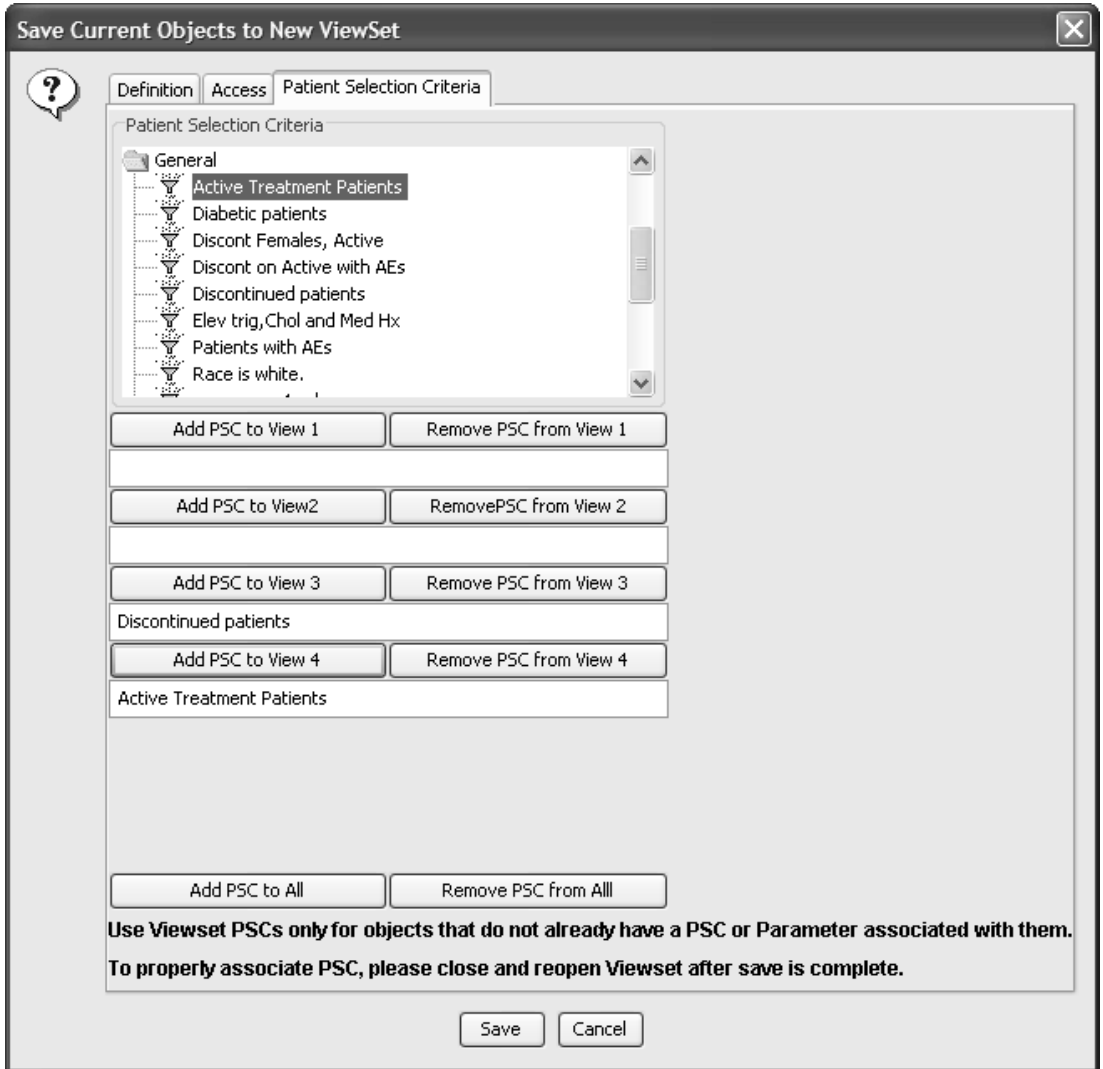 Save Current Objects to New ViewSet
?
Definition Access Patient Selection Criteria
Patient Selection Criteria
General
Active Treatment Patients
Diabetic patients
Discont Females, Active
Discont on Active with AEs
Discontinued patients
Elev trig,Chol and Med Hx
Patients with AEs
Race is white.
Add PSC to View 1 Remove PSC from View 1
Add PSC to View2 RemovePSC from View 2
Add PSC to View 3 Remove PSC from View 3
Discontinued patients
Add PSC to View 4 Remove PSC from View 4
Active Treatment Patients
Add PSC to All Remove PSC from Alll
Use Viewset PSCs only for objects that do not already have a PSC or Parameter associated with them.
To properly associate PSC, please close and reopen Viewset after save is complete.
Save Cancel